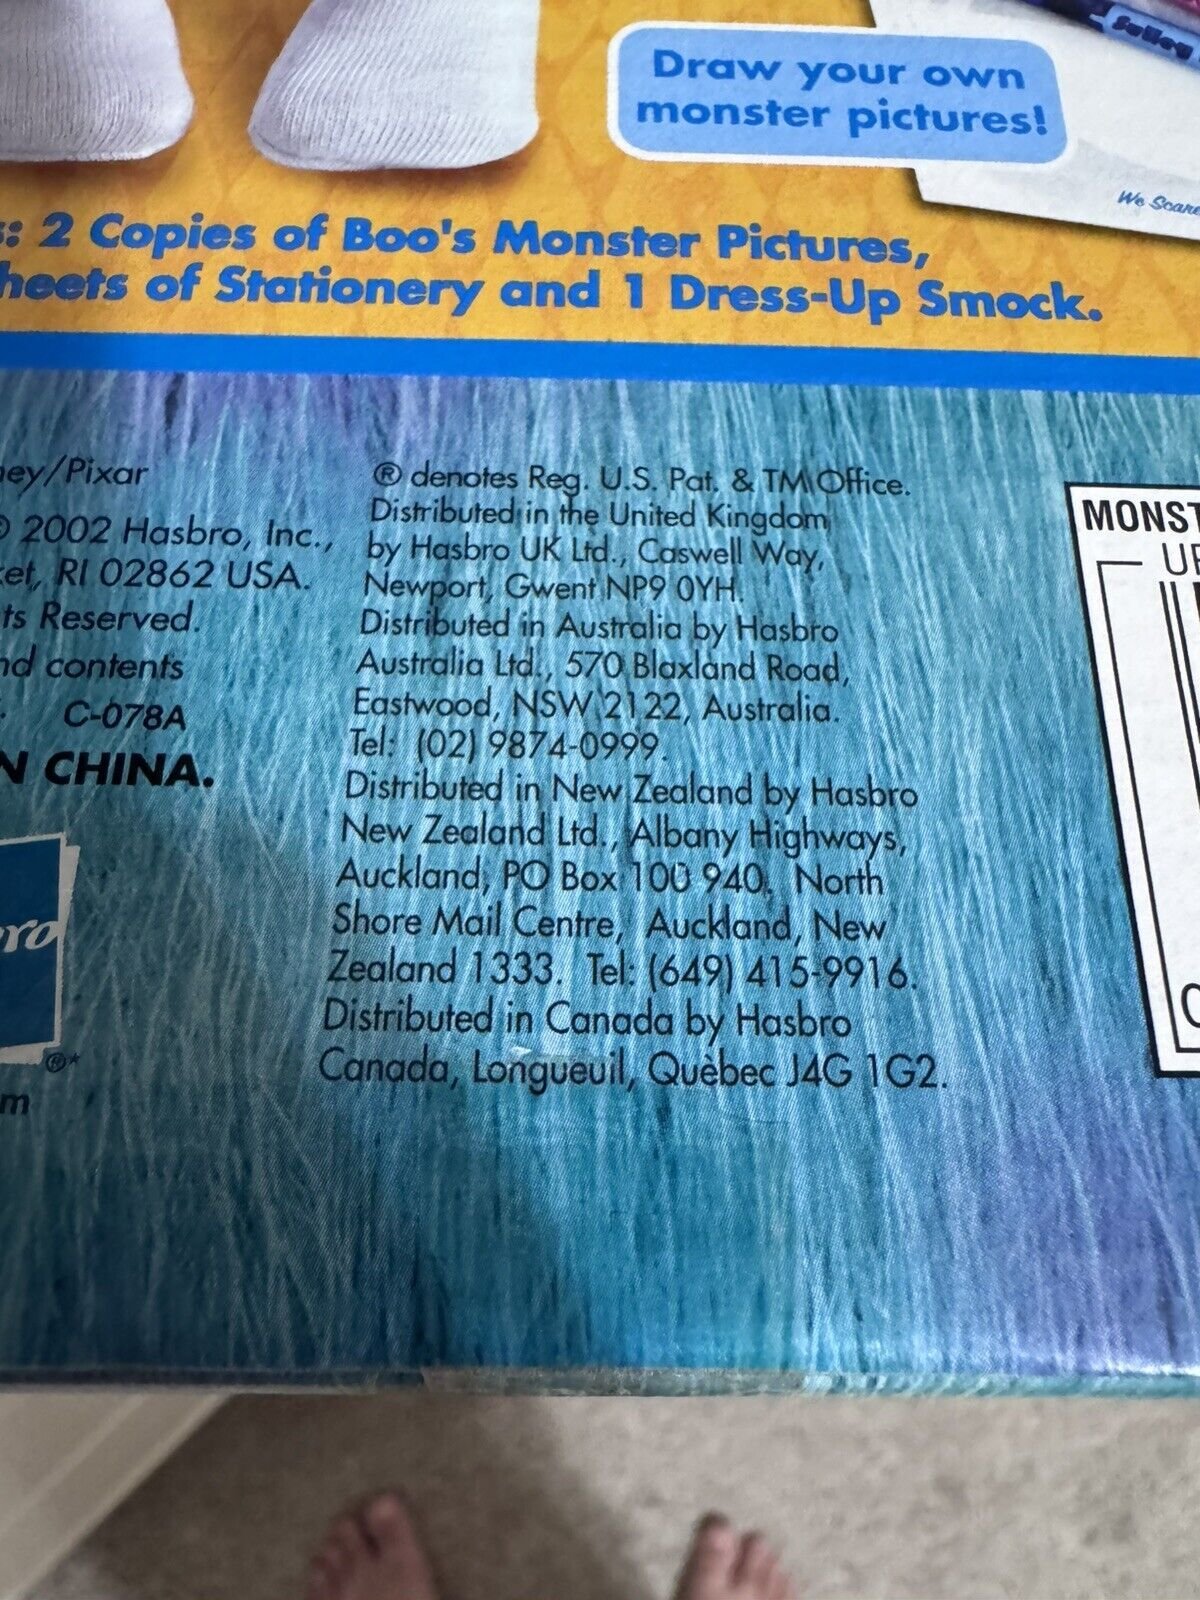 Sulley
Draw your own
monster pictures!
We Scare
: 2 Copies of Boo's Monster Pictures,
heets of Stationery and 1 Dress-Up Smock.
ney/Pixar
© 2002 Hasbro, Inc.,
ket, RI 02862 USA.
ts Reserved.
nd contents
C-078A
N CHINA.
bro
®*
m
® denotes Reg. U.S. Pat. & TM Office.
Distributed in the United Kingdom
by Hasbro UK Ltd., Caswell Way,
Newport, Gwent NP9 0YH.
Distributed in Australia by Hasbro
Australia Ltd., 570 Blaxland Road,
Eastwood, NSW 2122, Australia.
Tel: (02) 9874-0999.
Distributed in New Zealand by Hasbro
New Zealand Ltd., Albany Highways,
Auckland, PO Box 100 940, North
Shore Mail Centre, Auckland, New
Zealand 1333. Tel: (649) 415-9916.
Distributed in Canada by Hasbro
Canada, Longueuil, Quèbec J4G 1G2.
MONST